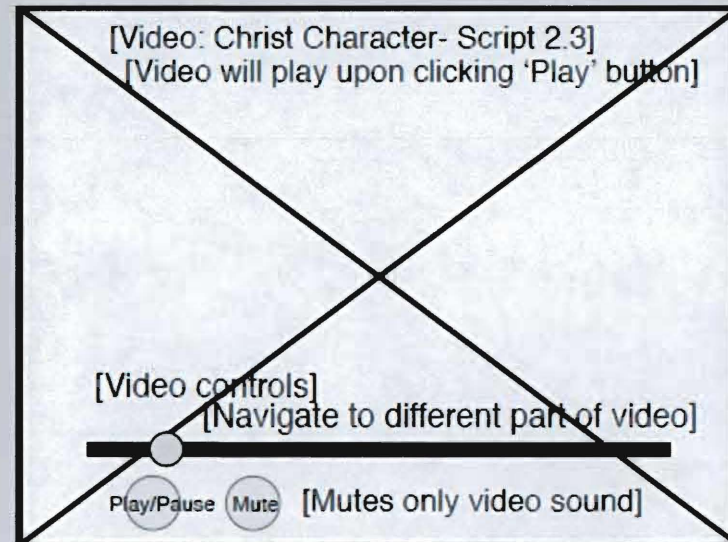 [Video: Christ Character- Script 2.3]
[Video will play upon clicking 'Play' button]
[Video controls]
[Navigate to different part of video]
Play/Pause Mute [Mutes only video sound]